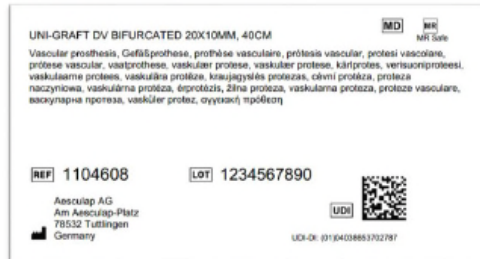 UNI-GRAFT DV BIFURCATED 20X10MM, 40CM
MD
MR
MR Safe
Vascular prosthesis, Gefäßprothese, prothèse vasculaire, prótesis vascular, protesi vascolare,
prótese vascular, vaatprothese, vaskulær protese, vaskulær protese, kärlprotes, verisuoniproteesi,
vaskulaarne protees, vaskulāra protēze, kraujagyslės protezas, cévní protéza, proteza
naczyniowa, vaskulárna protéza, érprotézis, žilna proteza, vaskularna proteza, proteze vasculare,
васкуларна протеза, vasküler protez, αγγειακή πρόθεση
REF 1104608
LOT 1234567890
Aesculap AG
Am Aesculap-Platz
78532 Tuttlingen
Germany
UDI
UDI-DI: (01)04038653702787